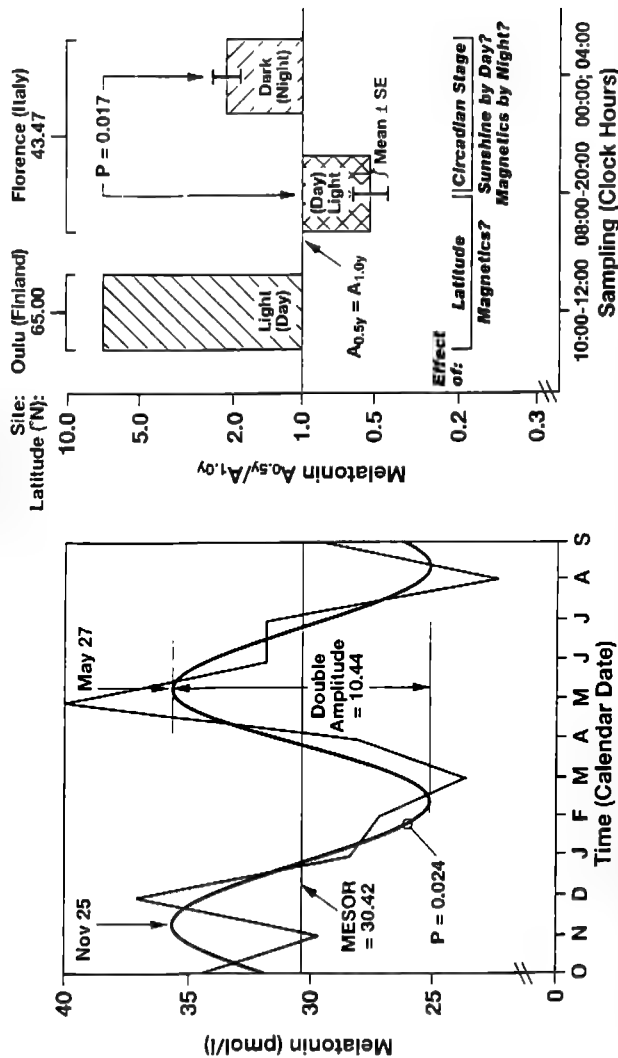 Melatonin (pmol/l)
40
35
30
25
0
Nov 25
May 27
Double
Amplitude
= 10.44
MESOR
= 30.42
P = 0.024
O N D J F M A M J J A S
Time (Calendar Date)
Site: Oulu (Finland) Florence (Italy)
Latitude (°N): 65.00 43.47
Melatonin A0.5y/A1.0y
10.0
5.0
2.0
1.0
0.5
0.2
0.3
P = 0.017
Light
(Day)
(Day)
Light
Dark
(Night)
Mean ± SE
A0.5y = A1.0y
Effect
of:
Latitude
Magnetics?
Circadian Stage
Sunshine by Day?
Magnetics by Night?
10:00-12:00 08:00-20:00 00:00; 04:00
Sampling (Clock Hours)